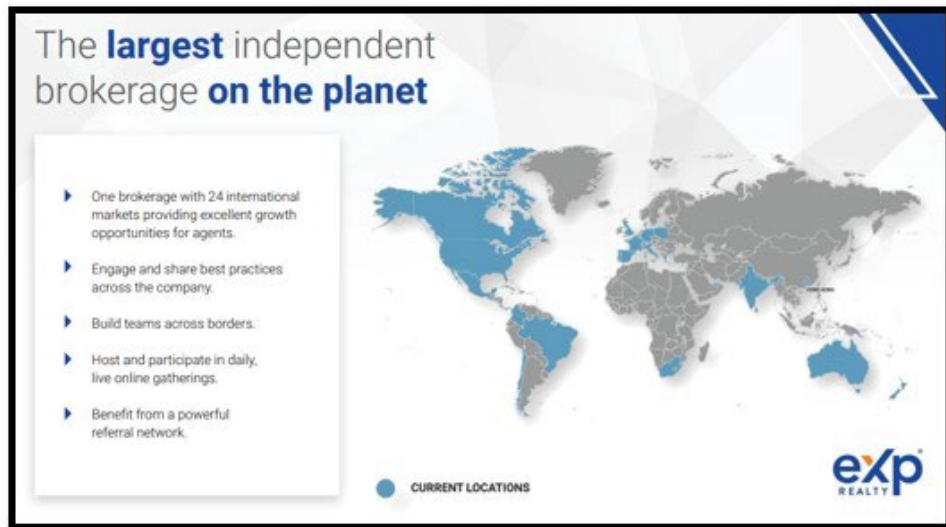 The largest independent
brokerage on the planet
One brokerage with 24 international
markets providing excellent growth
opportunities for agents.
Engage and share best practices
across the company.
Build teams across borders.
Host and participate in daily,
live online gatherings.
Benefit from a powerful
referral network.
CURRENT LOCATIONS
eXp
REALTY